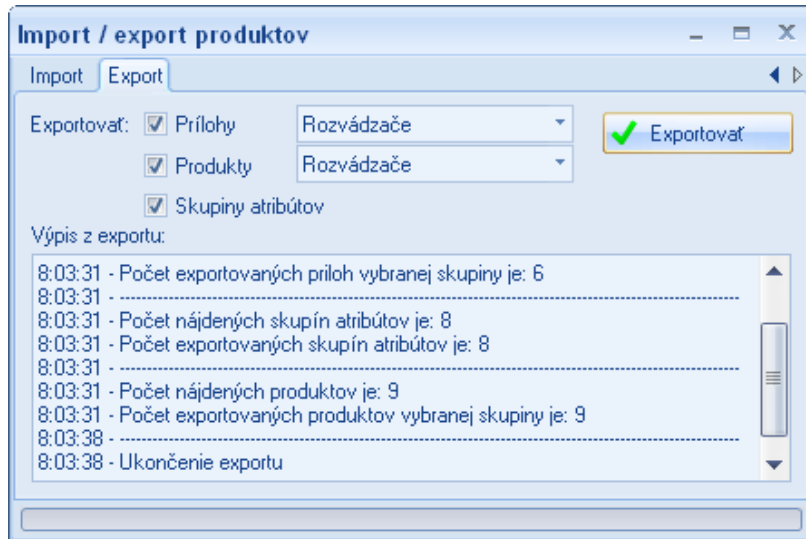 Import / export produktov
Import Export
Exportovať: Prílohy Rozvádzače Exportovať
Produkty Rozvádzače
Skupiny atribútov
Výpis z exportu:
8:03:31 - Počet exportovaných priloh vybranej skupiny je: 6
8:03:31 - ------------------------------------------------------------
8:03:31 - Počet nájdených skupín atribútov je: 8
8:03:31 - Počet exportovaných skupín atribútov je: 8
8:03:31 - ------------------------------------------------------------
8:03:31 - Počet nájdených produktov je: 9
8:03:31 - Počet exportovaných produktov vybranej skupiny je: 9
8:03:38 - ------------------------------------------------------------
8:03:38 - Ukončenie exportu